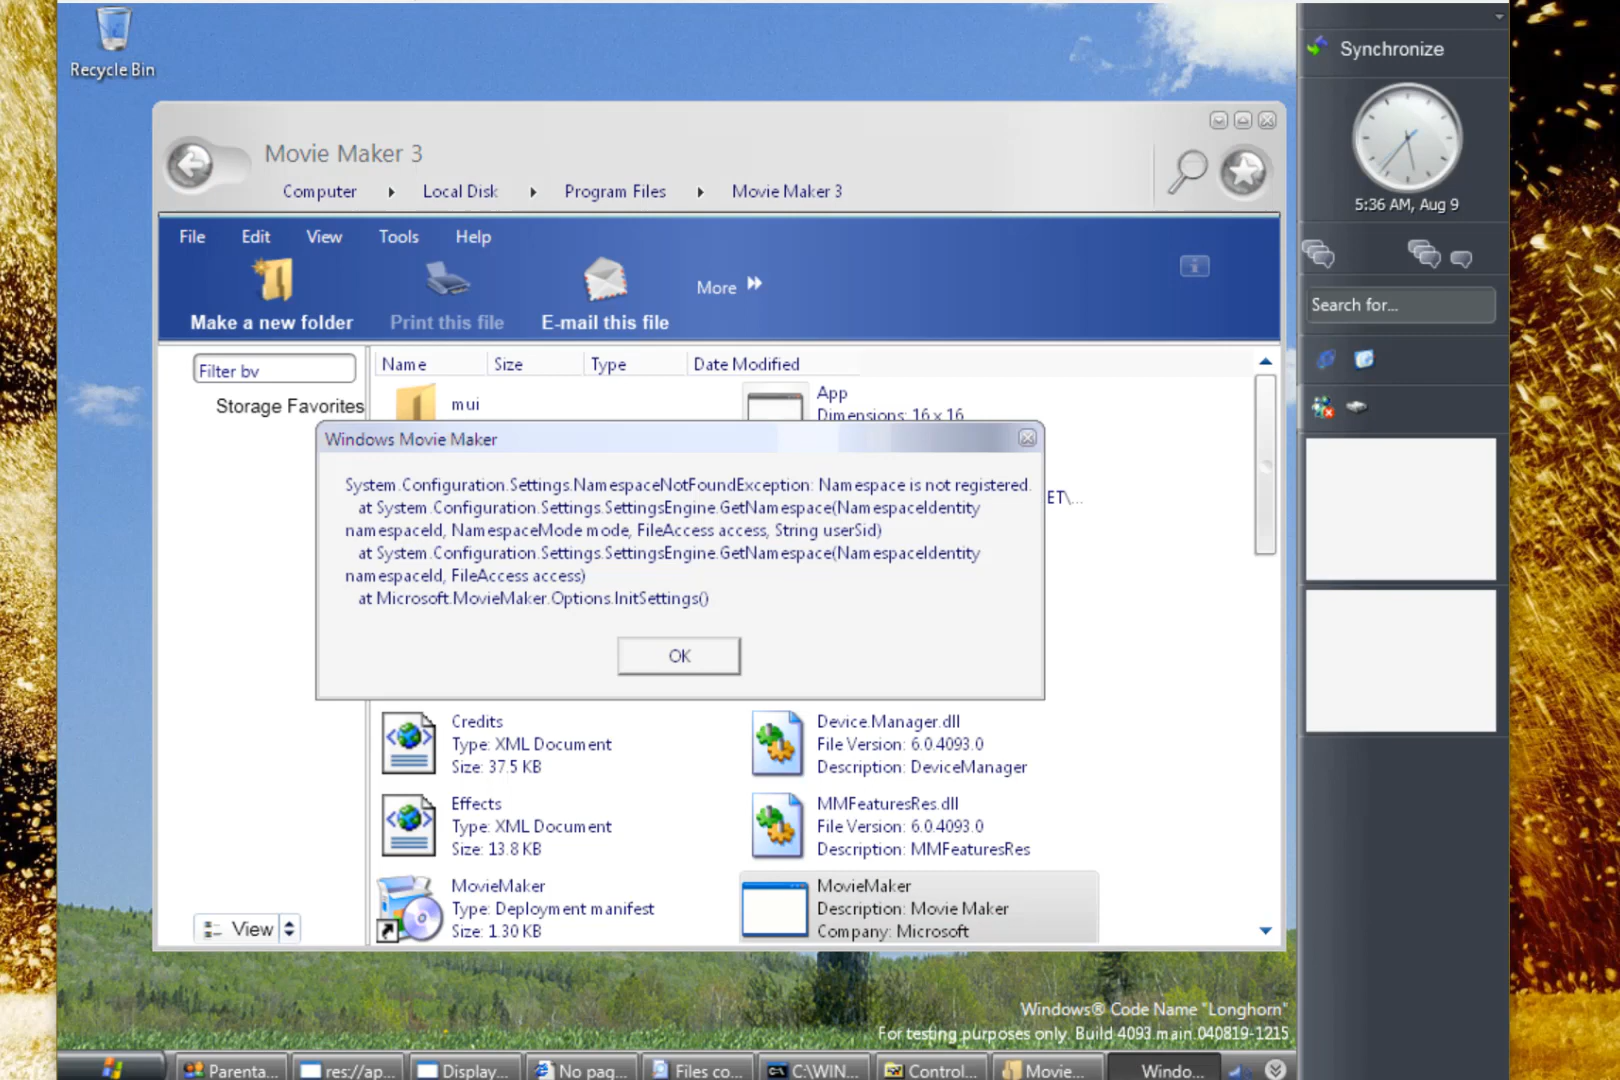 Recycle Bin
Synchronize
5:36 AM, Aug 9
Search for...
Movie Maker 3
Computer Local Disk Program Files Movie Maker 3
File Edit View Tools Help
More
Make a new folder Print this file E-mail this file
Filter by
Storage Favorites
Name Size Type Date Modified
mui
App
Dimensions: 16 x 16
ET\...
Windows Movie Maker
System.Configuration.Settings.NamespaceNotFoundException: Namespace is not registered.
at System.Configuration.Settings.SettingsEngine.GetNamespace(NamespaceIdentity
namespaceId, NamespaceMode mode, FileAccess access, String userSid)
at System.Configuration.Settings.SettingsEngine.GetNamespace(NamespaceIdentity
namespaceId, FileAccess access)
at Microsoft.MovieMaker.Options.InitSettings()
OK
Credits
Type: XML Document
Size: 37.5 KB
Device.Manager.dll
File Version: 6.0.4093.0
Description: DeviceManager
Effects
Type: XML Document
Size: 13.8 KB
MMFeaturesRes.dll
File Version: 6.0.4093.0
Description: MMFeaturesRes
MovieMaker
Type: Deployment manifest
Size: 1.30 KB
MovieMaker
Description: Movie Maker
Company: Microsoft
View
Windows® Code Name "Longhorn"
For testing purposes only. Build 4093.main.040819-1215
Parenta... res://ap... Display... No pag... Files co... C:\WIN... Control... Movie... Windo...